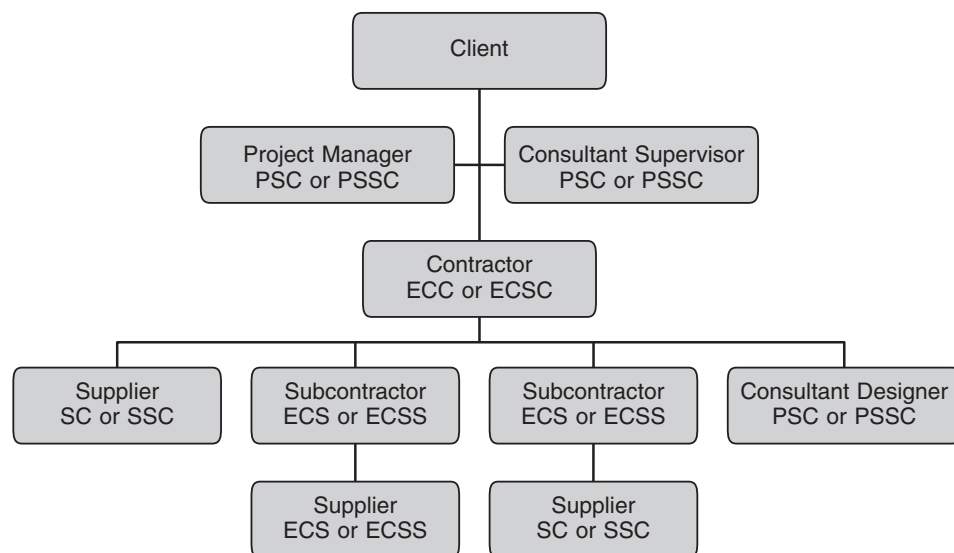 Client
Project Manager
PSC or PSSC
Consultant Supervisor
PSC or PSSC
Contractor
ECC or ECSC
Supplier
SC or SSC
Subcontractor
ECS or ECSS
Subcontractor
ECS or ECSS
Consultant Designer
PSC or PSSC
Supplier
ECS or ECSS
Supplier
SC or SSC